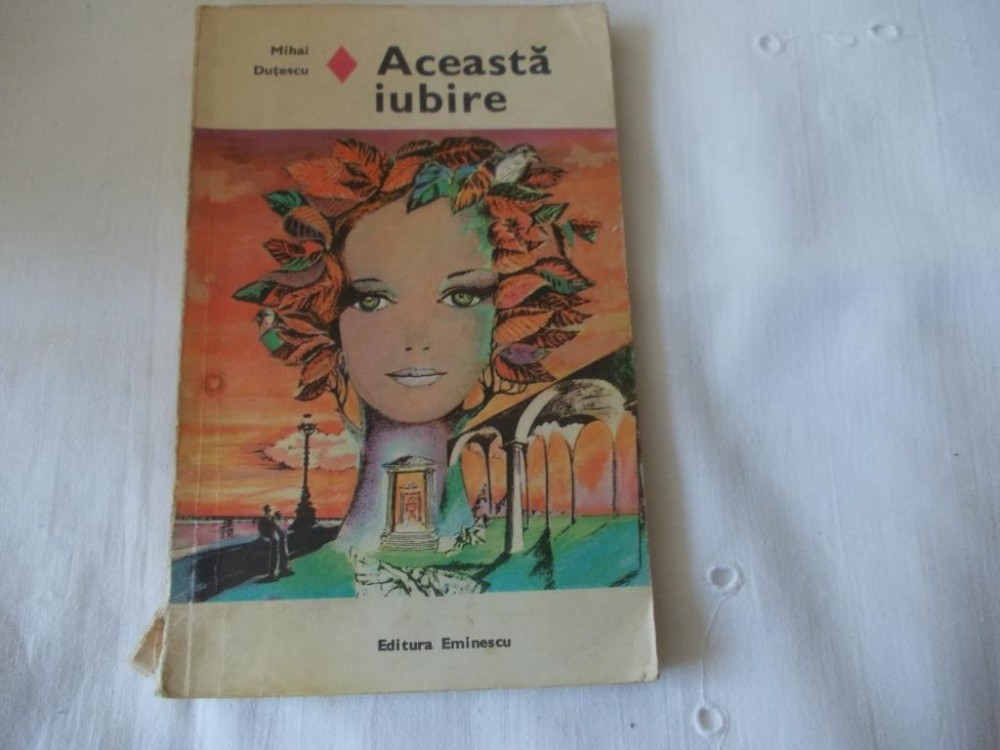 Mihai
Duțescu
Această
iubire
Editura Eminescu